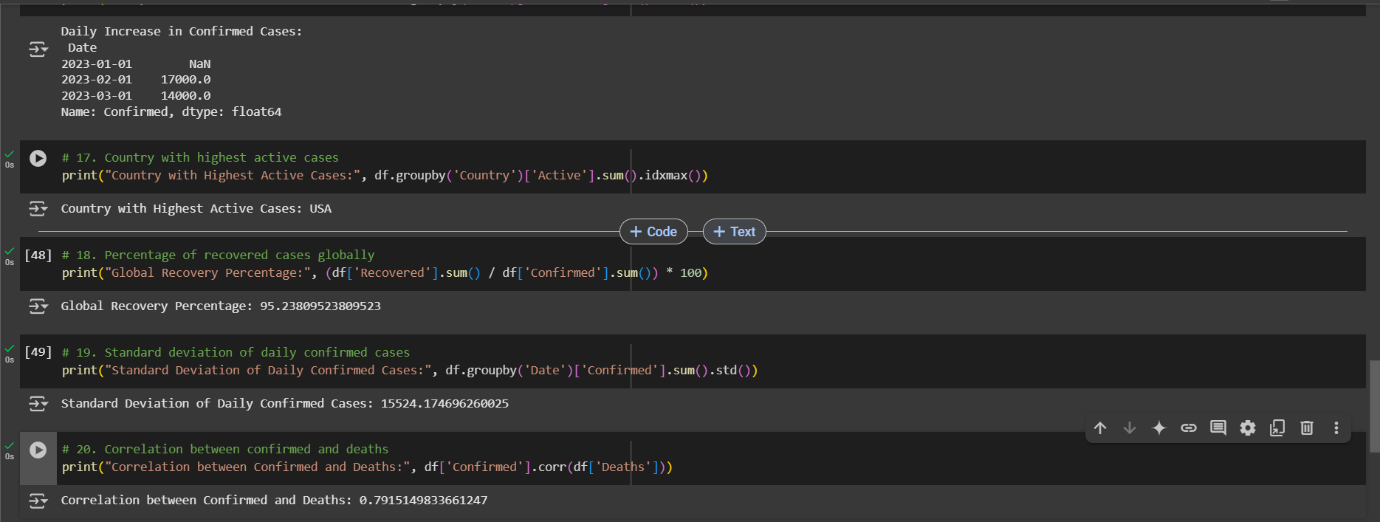 Daily Increase in Confirmed Cases:
Date
2023-01-01 NaN
2023-02-01 17000.0
2023-03-01 14000.0
Name: Confirmed, dtype: float64
0s
# 17. Country with highest active cases
print("Country with Highest Active Cases:", df.groupby('Country')['Active'].sum().idxmax())
Country with Highest Active Cases: USA
+ Code + Text
0s
[48] # 18. Percentage of recovered cases globally
print("Global Recovery Percentage:", (df['Recovered'].sum() / df['Confirmed'].sum()) * 100)
Global Recovery Percentage: 95.23809523809523
0s
[49] # 19. Standard deviation of daily confirmed cases
print("Standard Deviation of Daily Confirmed Cases:", df.groupby('Date')['Confirmed'].sum().std())
Standard Deviation of Daily Confirmed Cases: 15524.174696260025
0s
# 20. Correlation between confirmed and deaths
print("Correlation between Confirmed and Deaths:", df['Confirmed'].corr(df['Deaths']))
Correlation between Confirmed and Deaths: 0.7915149833661247